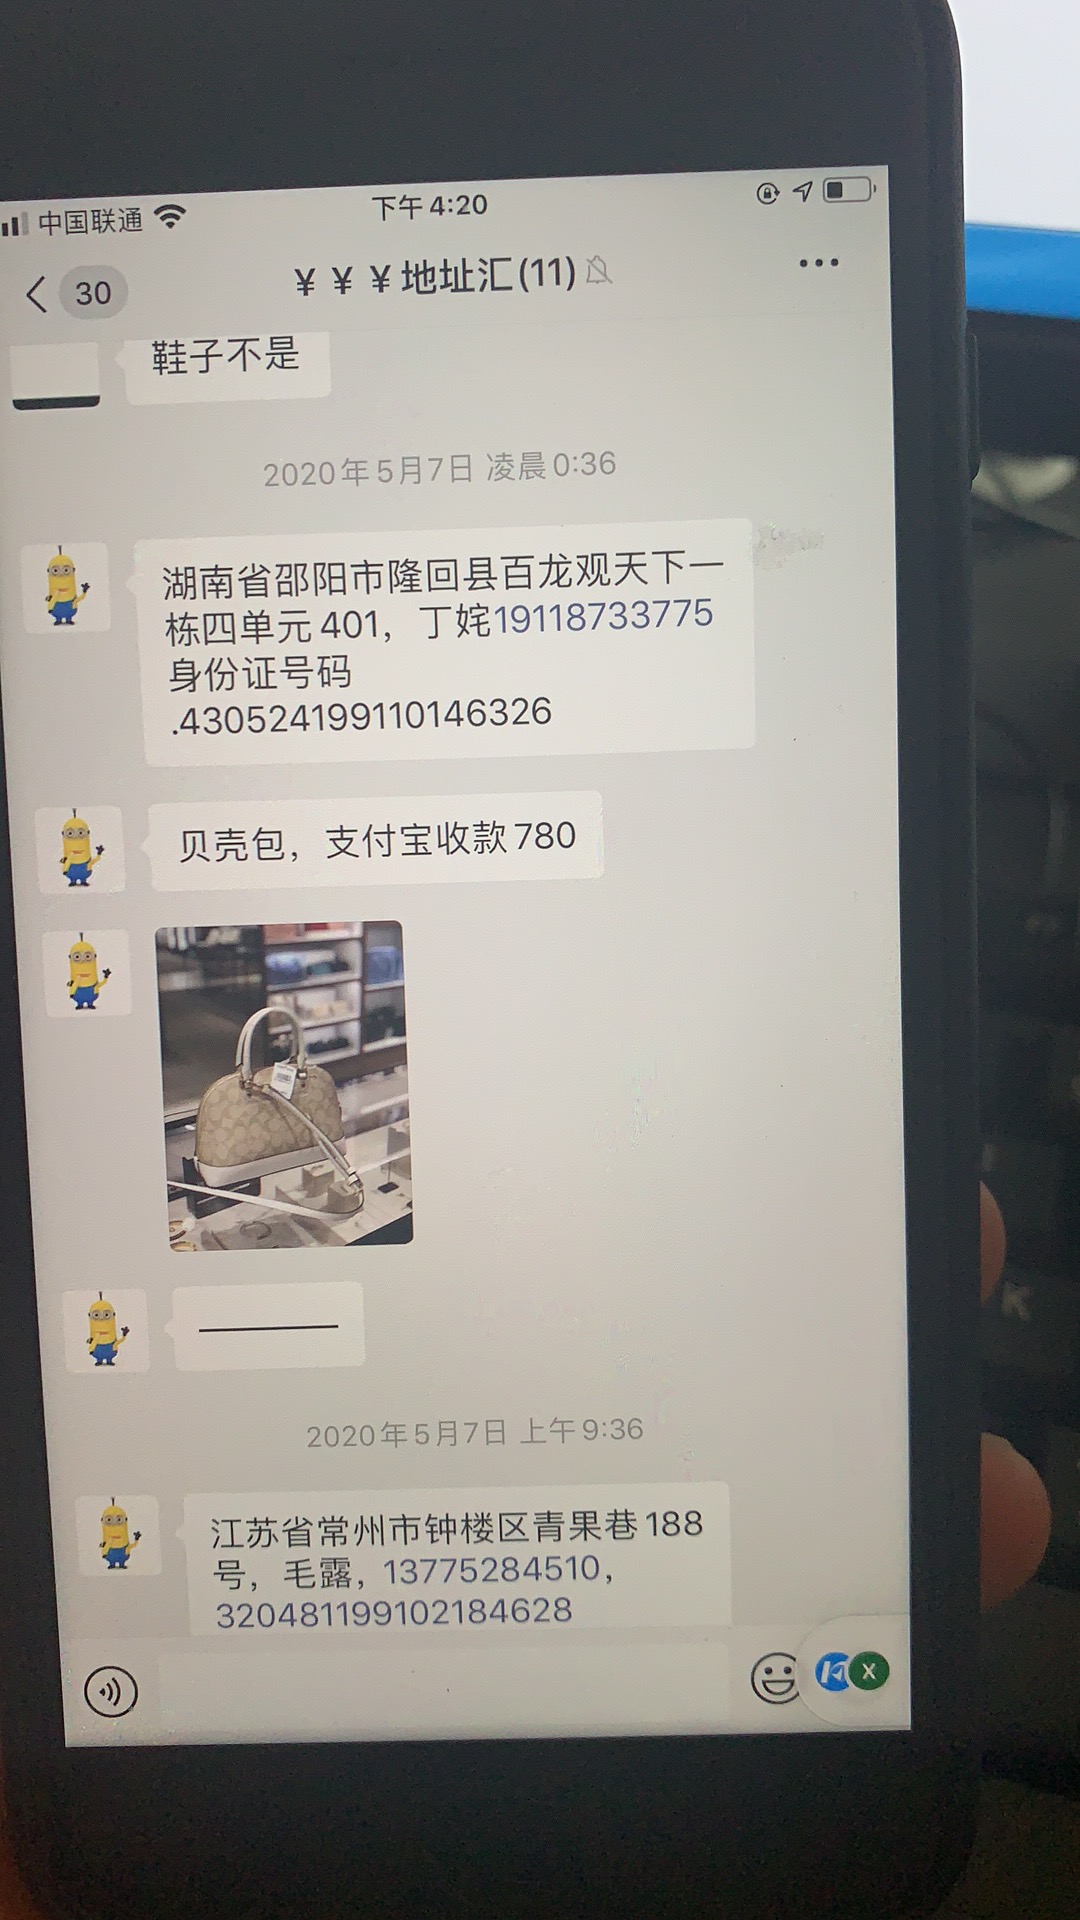 中国联通
下午4:20
30
￥￥￥地址汇(11)
鞋子不是
2020年5月7日 凌晨0:36
湖南省邵阳市隆回县百龙观天下一
栋四单元401，丁姹19118733775
身份证号码
.430524199110146326
贝壳包，支付宝收款780
2020年5月7日 上午9:36
江苏省常州市钟楼区青果巷188
号，毛露，13775284510，
320481199102184628
X
K